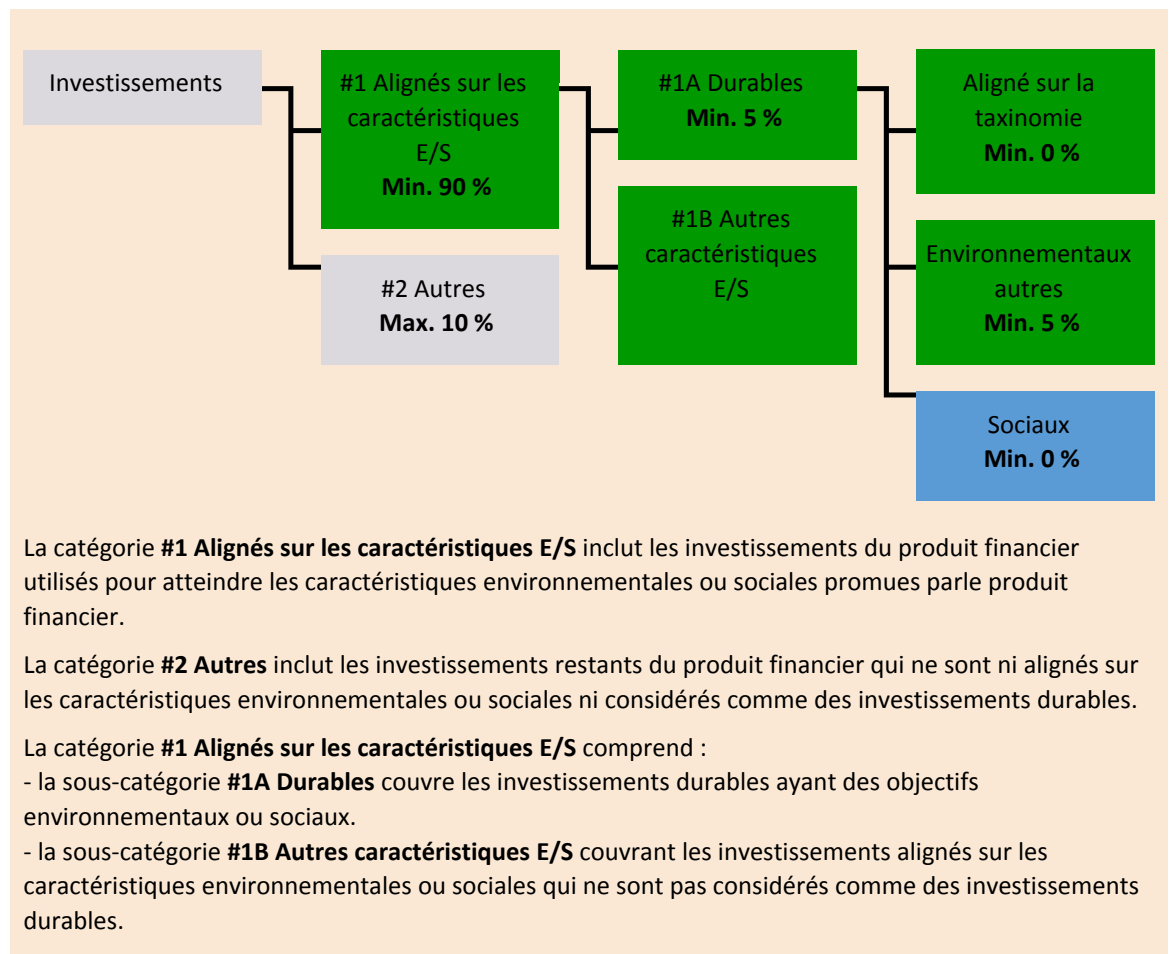 Investissements
#1 Alignés sur les
caractéristiques
E/S
Min. 90 %
#2 Autres
Max. 10 %
#1A Durables
Min. 5 %
#1B Autres
caractéristiques
E/S
Aligné sur la
taxinomie
Min. 0 %
Environnementaux
autres
Min. 5 %
Sociaux
Min. 0 %
La catégorie #1 Alignés sur les caractéristiques E/S inclut les investissements du produit financier
utilisés pour atteindre les caractéristiques environnementales ou sociales promues parle produit
financier.
La catégorie #2 Autres inclut les investissements restants du produit financier qui ne sont ni alignés sur
les caractéristiques environnementales ou sociales ni considérés comme des investissements durables.
La catégorie #1 Alignés sur les caractéristiques E/S comprend :
- la sous-catégorie #1A Durables couvre les investissements durables ayant des objectifs
environnementaux ou sociaux.
- la sous-catégorie #1B Autres caractéristiques E/S couvrant les investissements alignés sur les
caractéristiques environnementales ou sociales qui ne sont pas considérés comme des investissements
durables.